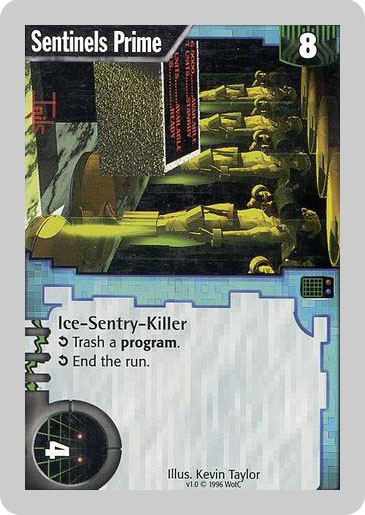 Sentinels Prime
8
Tails
Ice-Sentry-Killer
Trash a program.
End the run.
4
Illus. Kevin Taylor
v1.0 © 1996 WotC